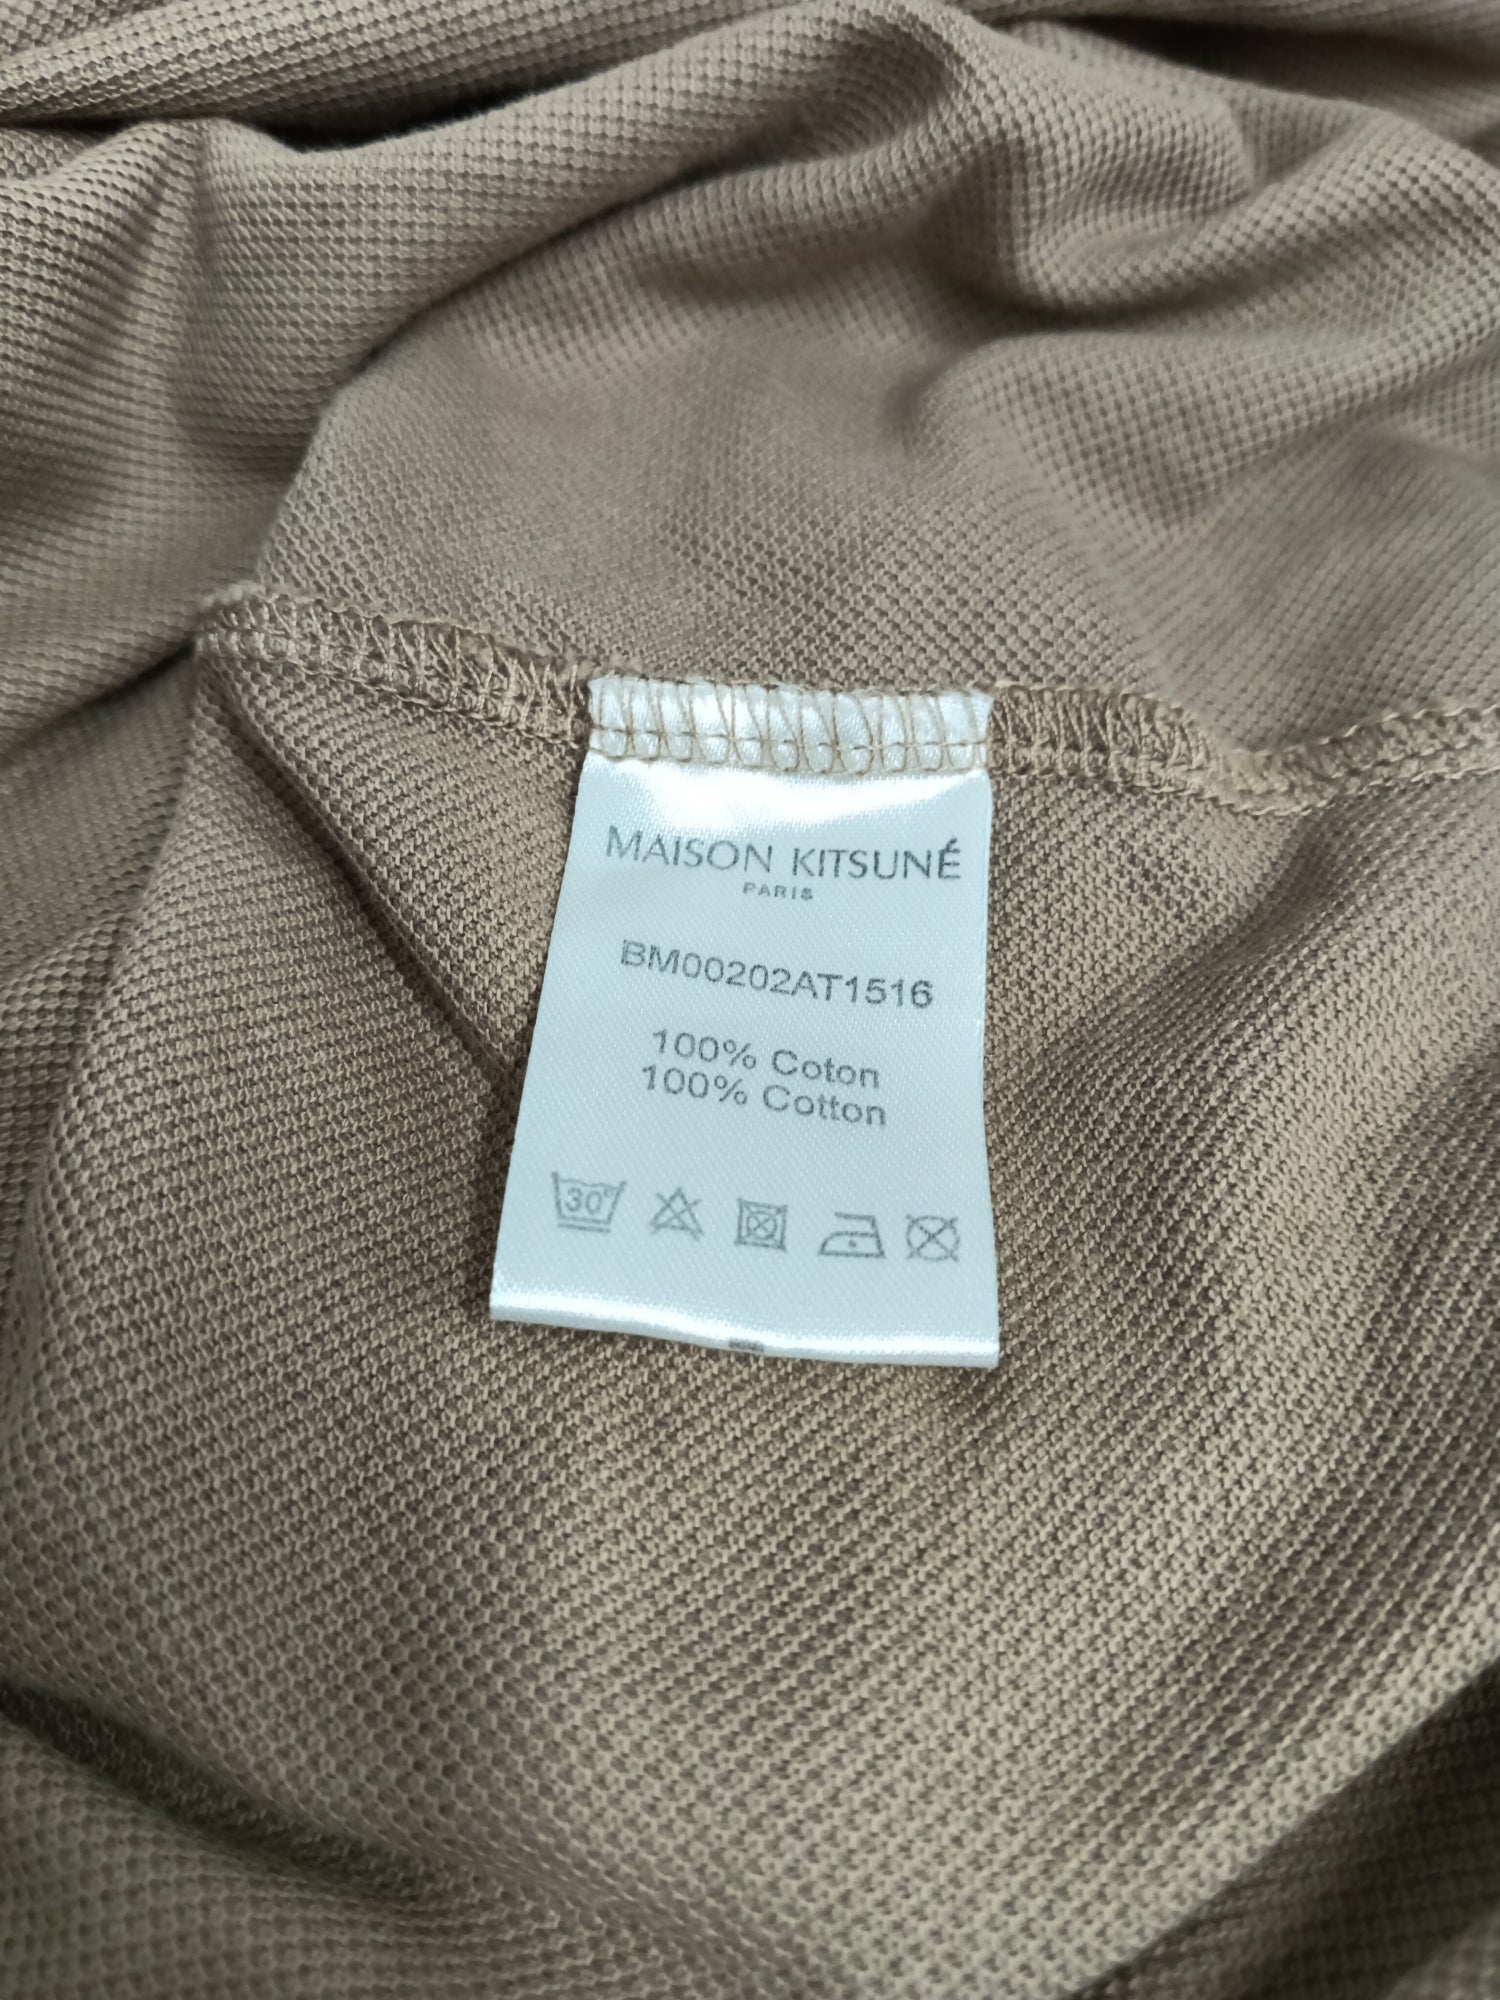 MAISON KITSUNÉ
PARIS
BM00202AT1516
100% Coton
100% Cotton
30°